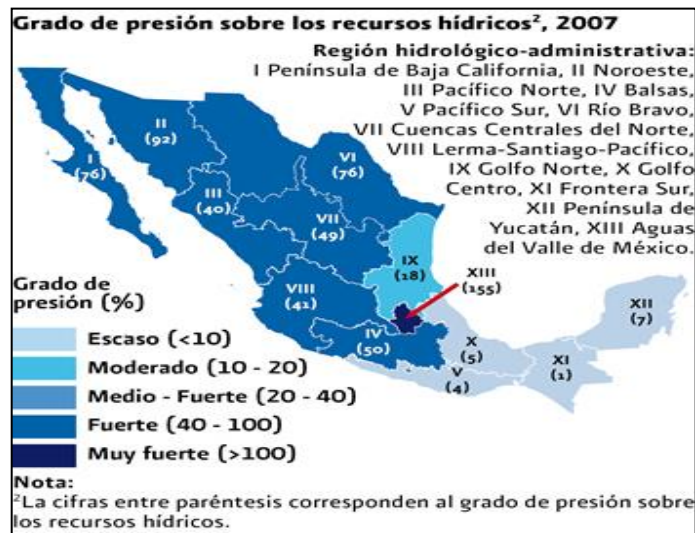 Grado de presión sobre los recursos hídricos², 2007
Región hidrológico-administrativa:
I Península de Baja California, II Noroeste,
III Pacífico Norte, IV Balsas,
V Pacífico Sur, VI Río Bravo,
VII Cuencas Centrales del Norte,
VIII Lerma-Santiago-Pacífico,
IX Golfo Norte, X Golfo
Centro, XI Frontera Sur,
XII Península de
Yucatán, XIII Aguas
del Valle de México.
I
(76)
II
(92)
III
(40)
VI
(76)
VII
(49)
VIII
(41)
IX
(18)
XIII
(155)
IV
(50)
X
(5)
V
(4)
XI
(1)
XII
(7)
Grado de
presión (%)
Escaso (<10)
Moderado (10 - 20)
Medio - Fuerte (20 - 40)
Fuerte (40 - 100)
Muy fuerte (>100)
Nota:
²La cifras entre paréntesis corresponden al grado de presión sobre
los recursos hídricos.